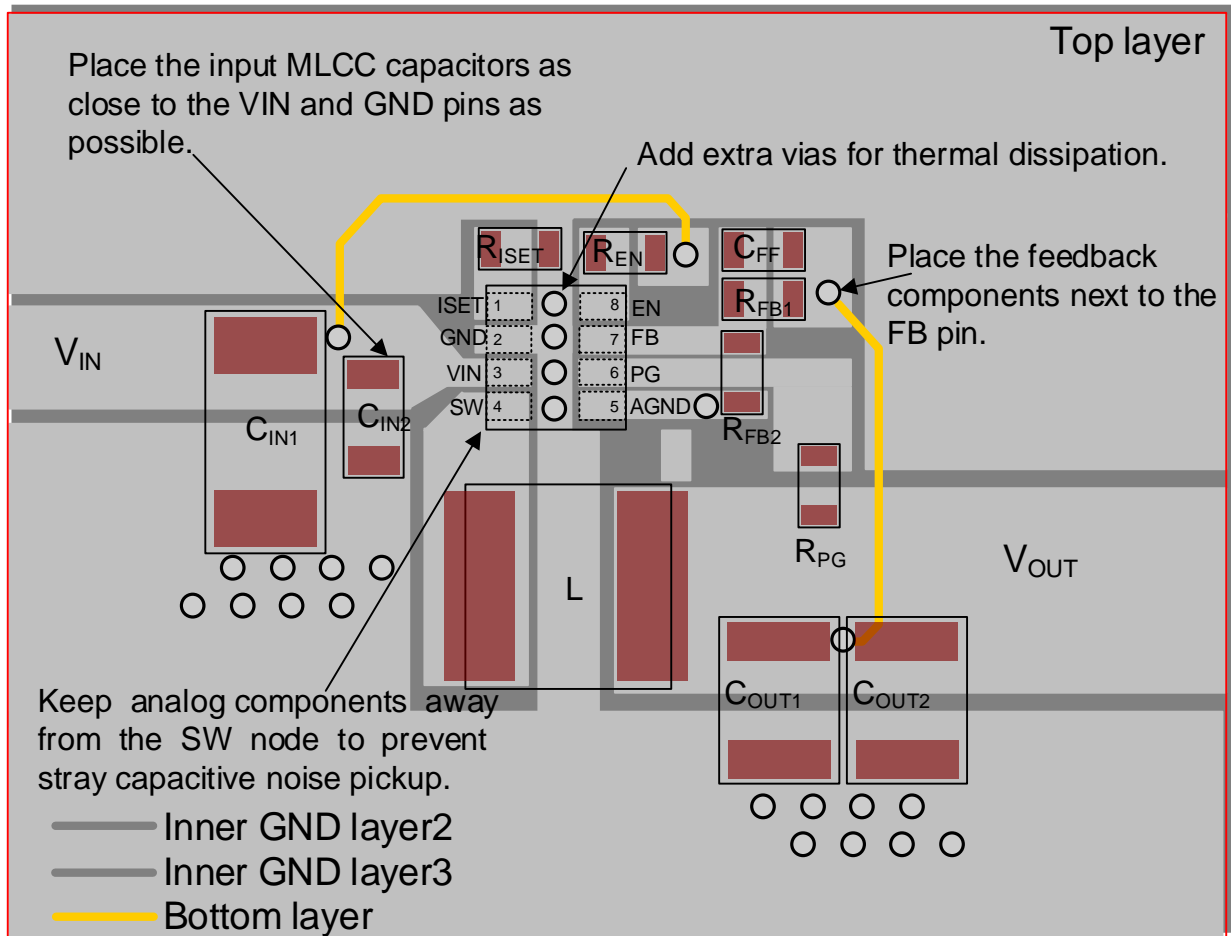 Top layer
Place the input MLCC capacitors as
close to the VIN and GND pins as
possible.
Add extra vias for thermal dissipation.
RISET
REN
CFF
Place the feedback
components next to the
FB pin.
RFB1
ISET 1 8 EN
GND 2 7 FB
VIN 3 6 PG
SW 4 5 AGND
VIN
CIN1
CIN2
RFB2
RPG
VOUT
L
COUT1
COUT2
Keep analog components away
from the SW node to prevent
stray capacitive noise pickup.
Inner GND layer2
Inner GND layer3
Bottom layer